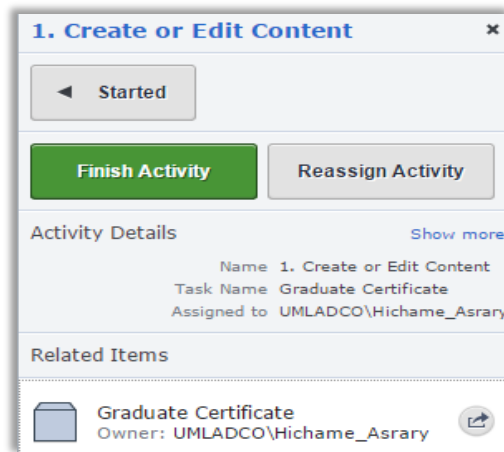 1. Create or Edit Content
Started
Finish Activity Reassign Activity
Activity Details Show more
Name 1. Create or Edit Content
Task Name Graduate Certificate
Assigned to UMLADCO\Hichame_Asrary
Related Items
Graduate Certificate
Owner: UMLADCO\Hichame_Asrary